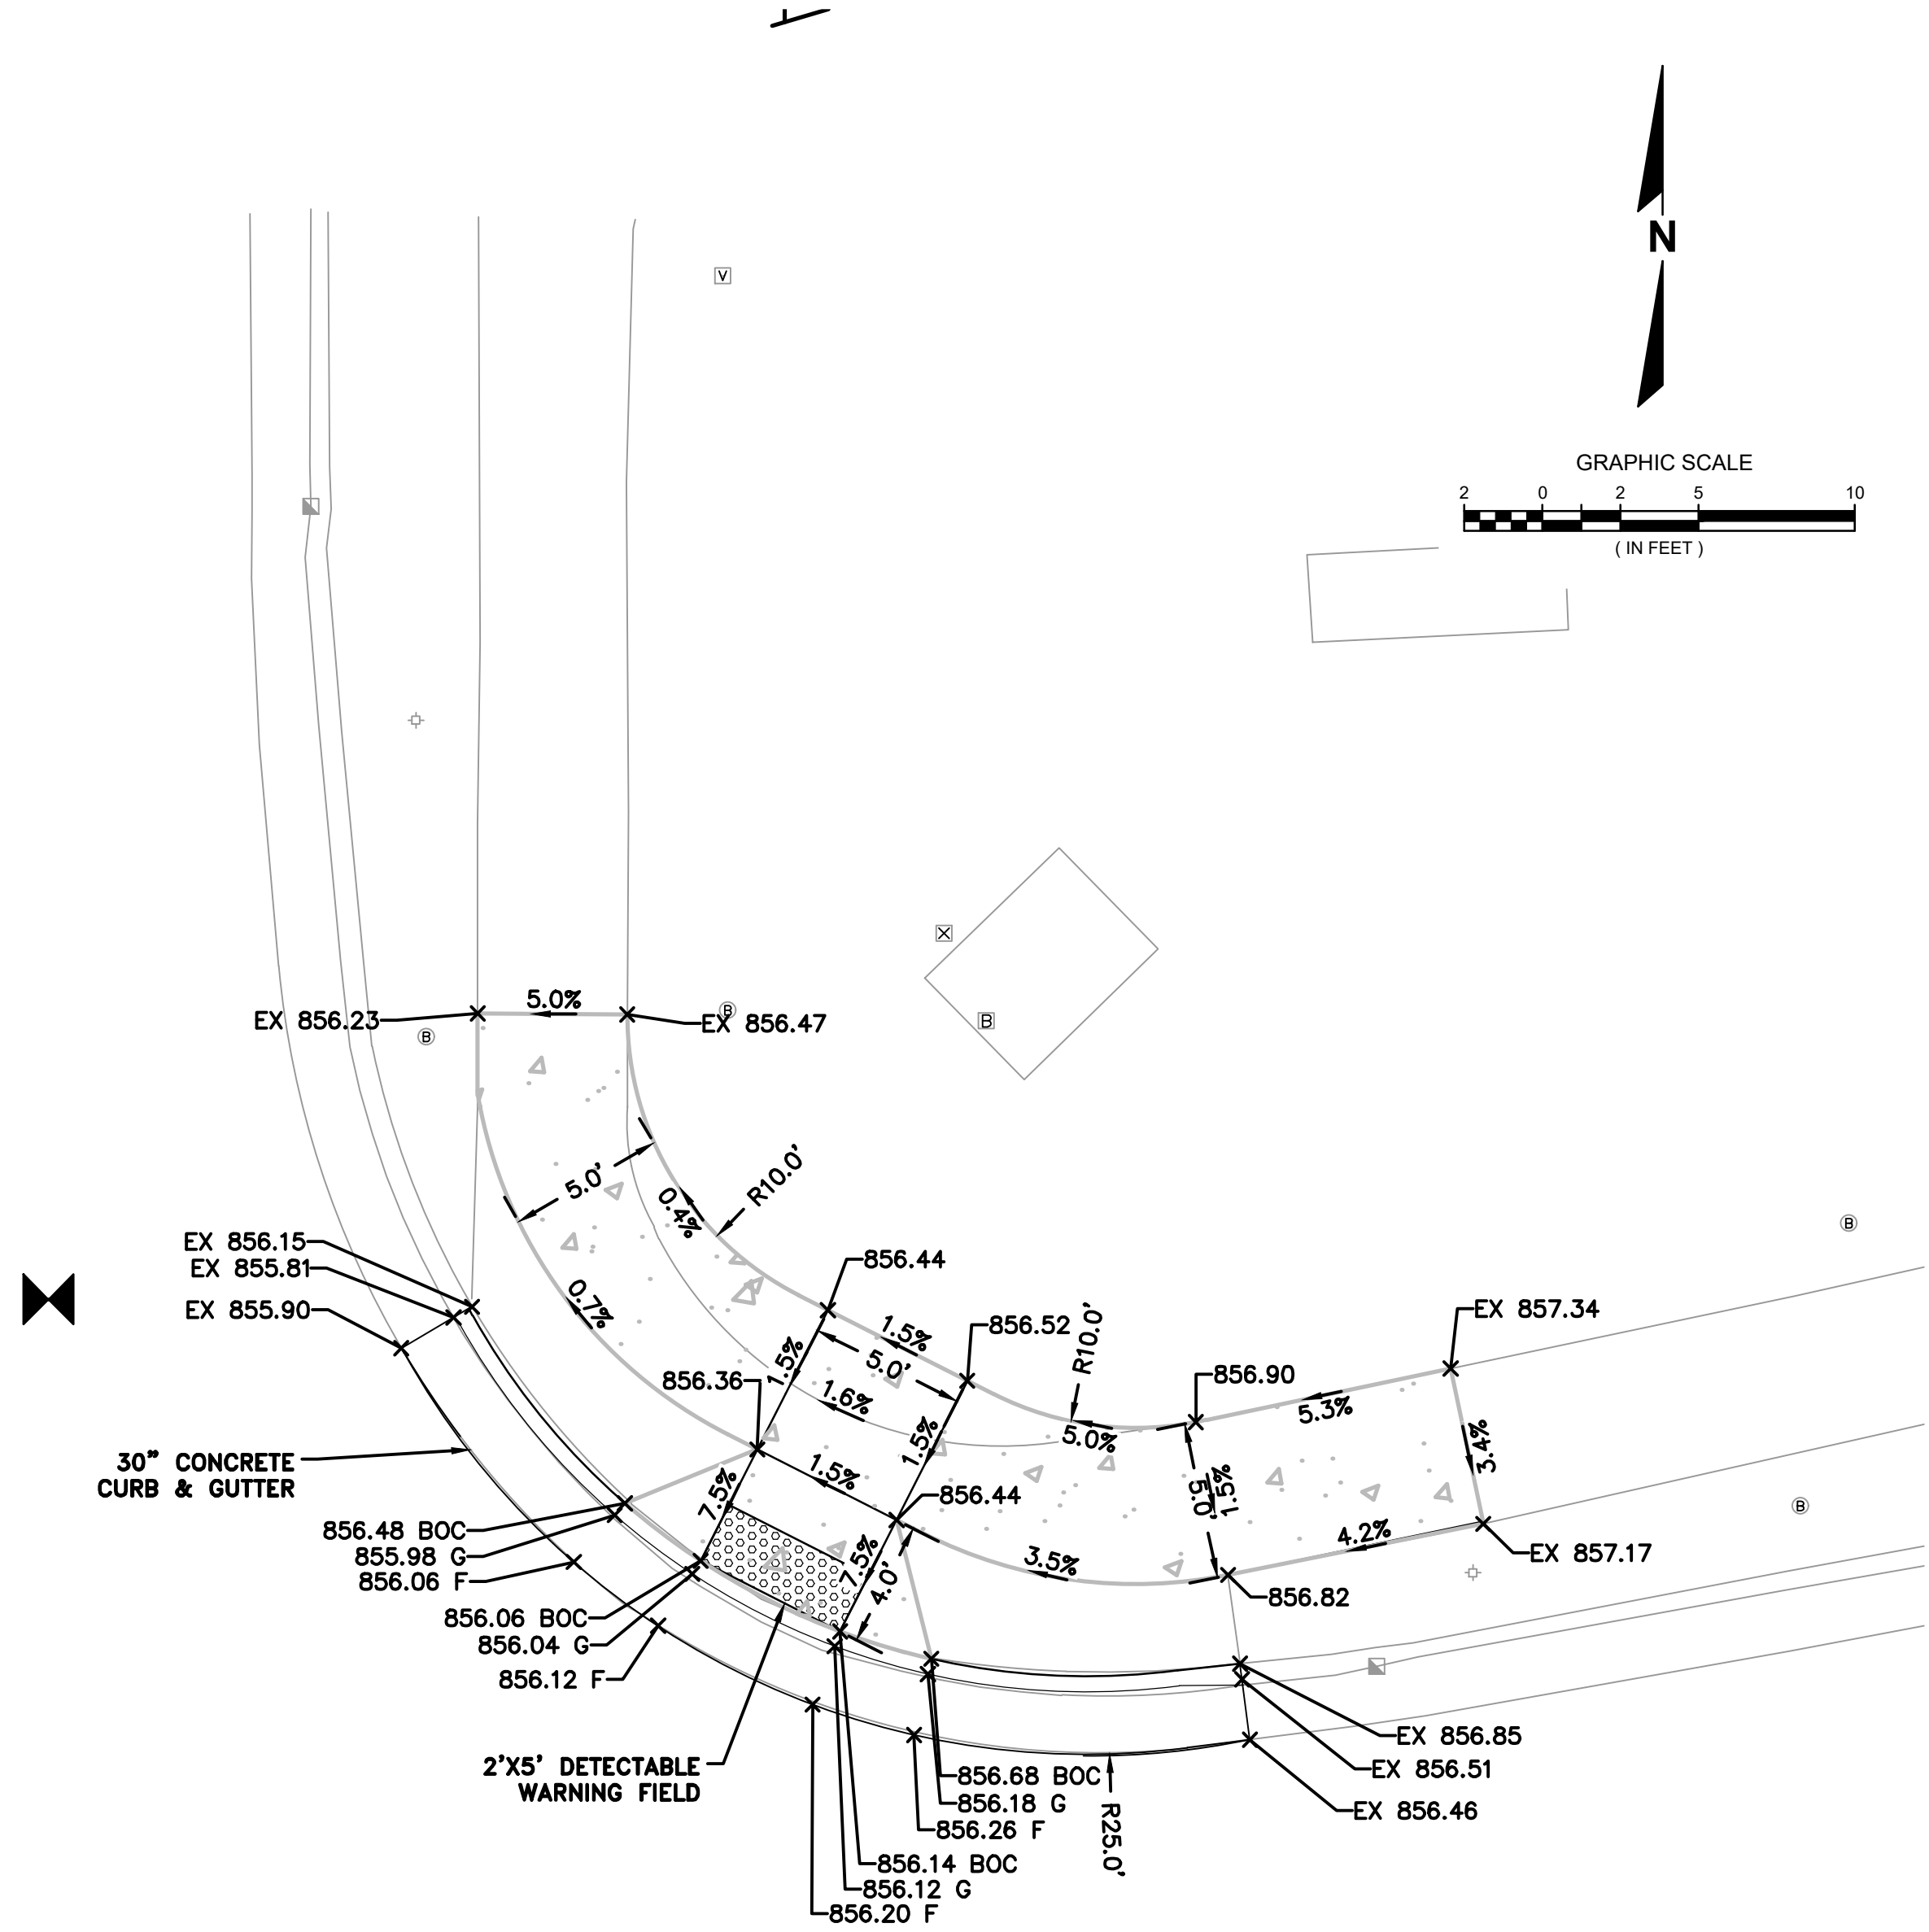 N
GRAPHIC SCALE
2 0 2 5 10
( IN FEET )
V
X
B
B
B
B
B
5.0%
EX 856.23
EX 856.47
5.0'
R10.0'
0.4%
EX 856.15
EX 855.81
EX 855.90
0.7%
856.44
1.5%
856.52
R10.0'
EX 857.34
1.5%
5.0'
856.36
1.6%
856.90
5.3%
1.5%
5.0%
3.4%
30" CONCRETE
CURB & GUTTER
7.5%
1.5%
856.44
5.0'
1.5%
856.48 BOC
855.98 G
856.06 F
7.5%
4.0'
3.5%
4.2%
EX 857.17
856.82
856.06 BOC
856.04 G
856.12 F
2'X5' DETECTABLE
WARNING FIELD
EX 856.85
EX 856.51
EX 856.46
856.68 BOC
856.18 G
856.26 F
R25.0'
856.14 BOC
856.12 G
856.20 F